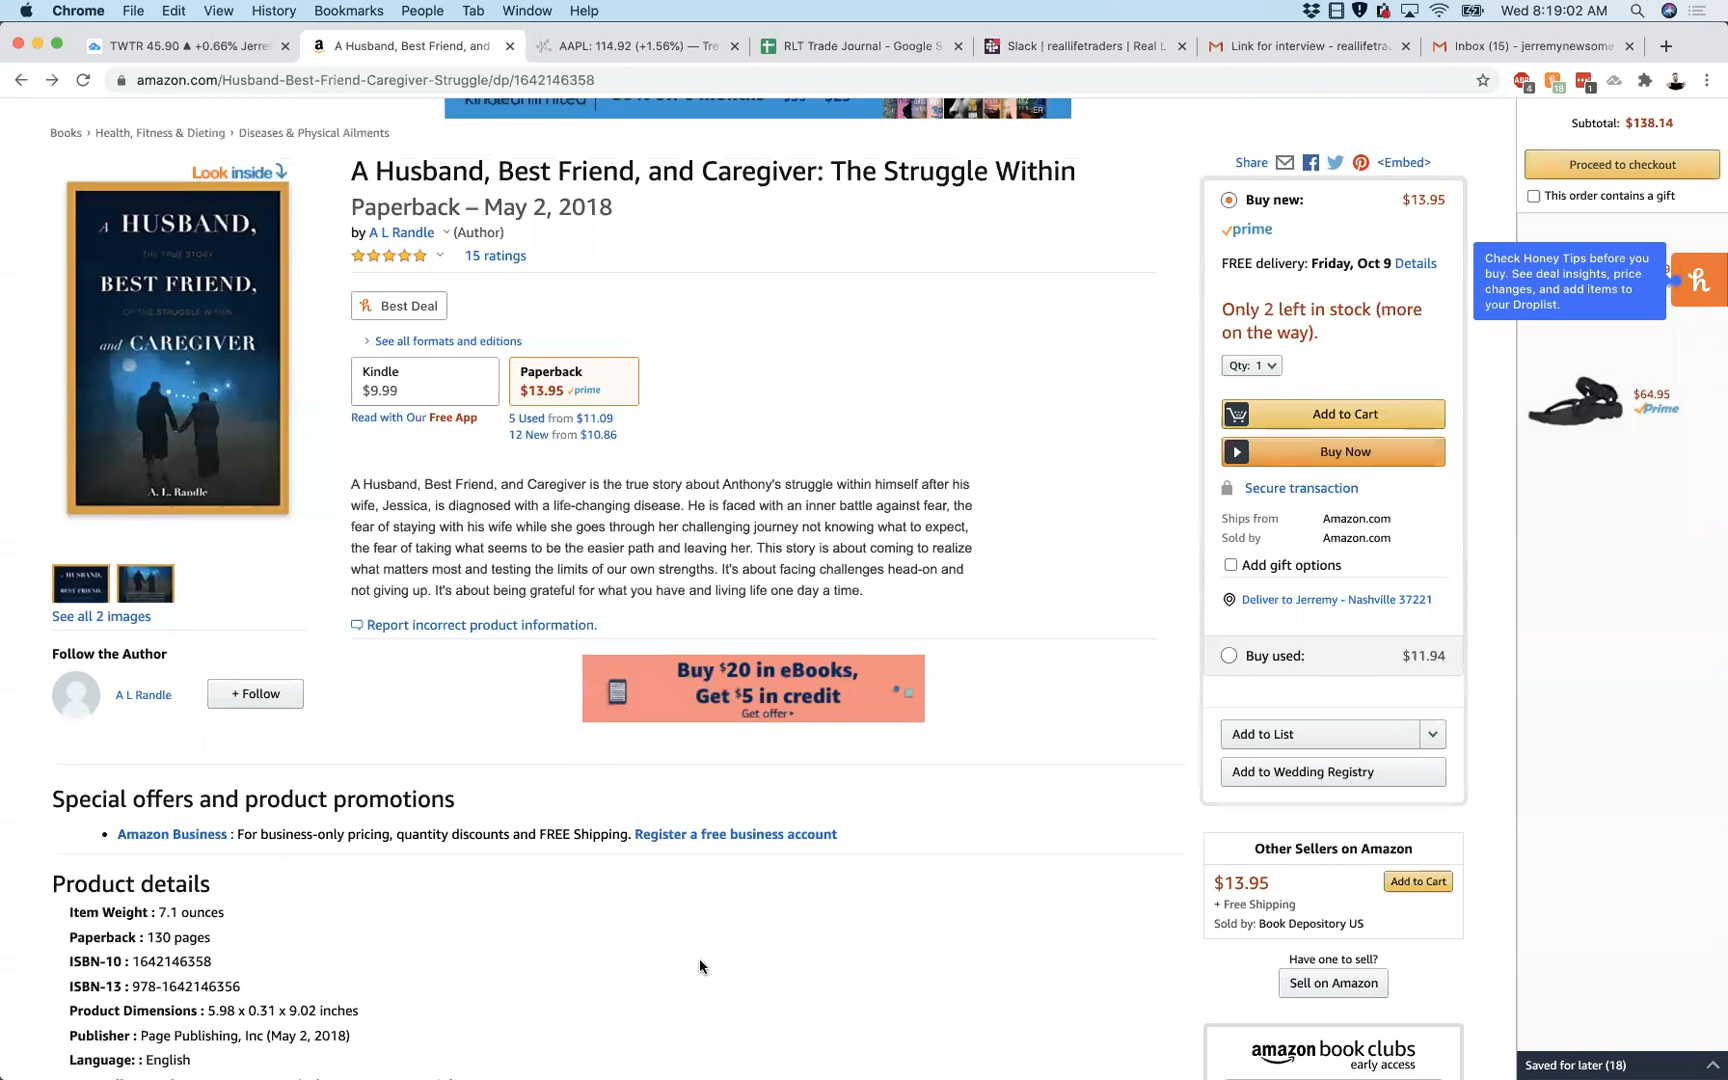 Chrome File Edit View History Bookmarks People Tab Window Help
Wed 8:19:02 AM
TWTR 45.90 ▲ +0.66% Jerre
A Husband, Best Friend, and
AAPL: 114.92 (+1.56%) — Tre
RLT Trade Journal - Google S
Slack | reallifetraders | Real L
Link for interview - reallifetra
Inbox (15) - jerremynewsome
amazon.com/Husband-Best-Friend-Caregiver-Struggle/dp/1642146358
4 18 1
Books › Health, Fitness & Dieting › Diseases & Physical Ailments
Look inside
A HUSBAND,
THE TRUE STORY
BEST FRIEND,
OF THE STRUGGLE WITHIN
and CAREGIVER
A. L. Randle
See all 2 images
Follow the Author
A L Randle
+ Follow
A Husband, Best Friend, and Caregiver: The Struggle Within
Paperback – May 2, 2018
by A L Randle (Author)
15 ratings
Best Deal
› See all formats and editions
Kindle
$9.99
Read with Our Free App
Paperback
$13.95 prime
5 Used from $11.09
12 New from $10.86
A Husband, Best Friend, and Caregiver is the true story about Anthony's struggle within himself after his
wife, Jessica, is diagnosed with a life-changing disease. He is faced with an inner battle against fear, the
fear of staying with his wife while she goes through her challenging journey not knowing what to expect,
the fear of taking what seems to be the easier path and leaving her. This story is about coming to realize
what matters most and testing the limits of our own strengths. It's about facing challenges head-on and
not giving up. It's about being grateful for what you have and living life one day a time.
Report incorrect product information.
Buy $20 in eBooks,
Get $5 in credit
Get offer
Share <Embed>
Buy new: $13.95
prime
FREE delivery: Friday, Oct 9 Details
Only 2 left in stock (more
on the way).
Qty: 1
Add to Cart
Buy Now
Secure transaction
Ships from Amazon.com
Sold by Amazon.com
Add gift options
Deliver to Jerremy - Nashville 37221
Buy used: $11.94
Add to List
Add to Wedding Registry
Other Sellers on Amazon
$13.95 Add to Cart
+ Free Shipping
Sold by: Book Depository US
Have one to sell?
Sell on Amazon
amazon book clubs
early access
Subtotal: $138.14
Proceed to checkout
This order contains a gift
Check Honey Tips before you
buy. See deal insights, price
changes, and add items to
your Droplist.
h
$64.95
Prime
Saved for later (18)
Special offers and product promotions
• Amazon Business : For business-only pricing, quantity discounts and FREE Shipping. Register a free business account
Product details
Item Weight : 7.1 ounces
Paperback : 130 pages
ISBN-10 : 1642146358
ISBN-13 : 978-1642146356
Product Dimensions : 5.98 x 0.31 x 9.02 inches
Publisher : Page Publishing, Inc (May 2, 2018)
Language: : English